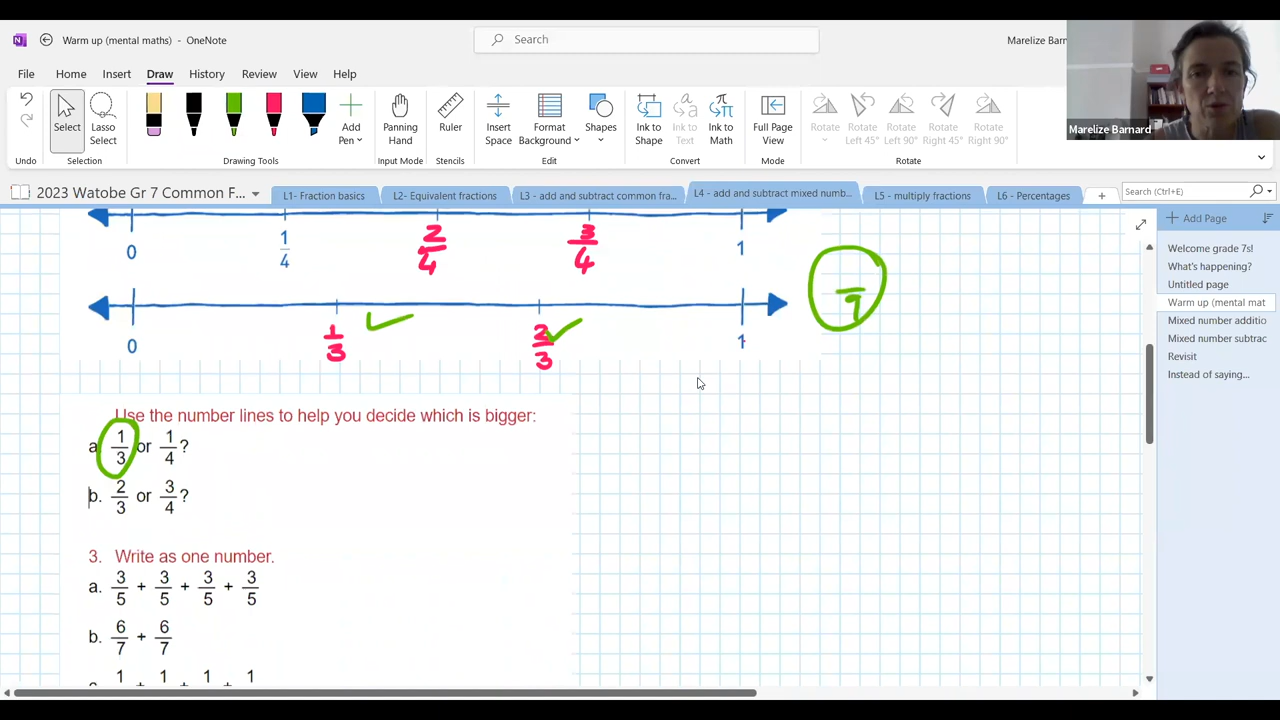 Warm up (mental maths) - OneNote
Search
Marelize Bar
File Home Insert Draw History Review View Help
Marelize Barnard
Select Lasso Select Add Pen Panning Hand Ruler Insert Space Format Background Shapes Ink to Shape Ink to Text Ink to Math Full Page View Rotate Rotate Left 45° Rotate Left 90° Rotate Right 45° Rotate Right 90°
Undo Selection Drawing Tools Input Mode Stencils Edit Convert Mode Rotate
2023 Watobe Gr 7 Common F... L1- Fraction basics L2- Equivalent fractions L3 - add and subtract common fra... L4 - add and subtract mixed numb... L5 - multiply fractions L6 - Percentages + Search (Ctrl+E)
Add Page
Welcome grade 7s!
What's happening?
Untitled page
Warm up (mental mat
Mixed number additio
Mixed number subtrac
Revisit
Instead of saying...
0 1/4 2/4 3/4 1
9
0 1/3 2/3 1
Use the number lines to help you decide which is bigger:
a 1/3 or 1/4?
b. 2/3 or 3/4?
3. Write as one number.
a. 3/5 + 3/5 + 3/5 + 3/5
b. 6/7 + 6/7
1 + 1 + 1 + 1